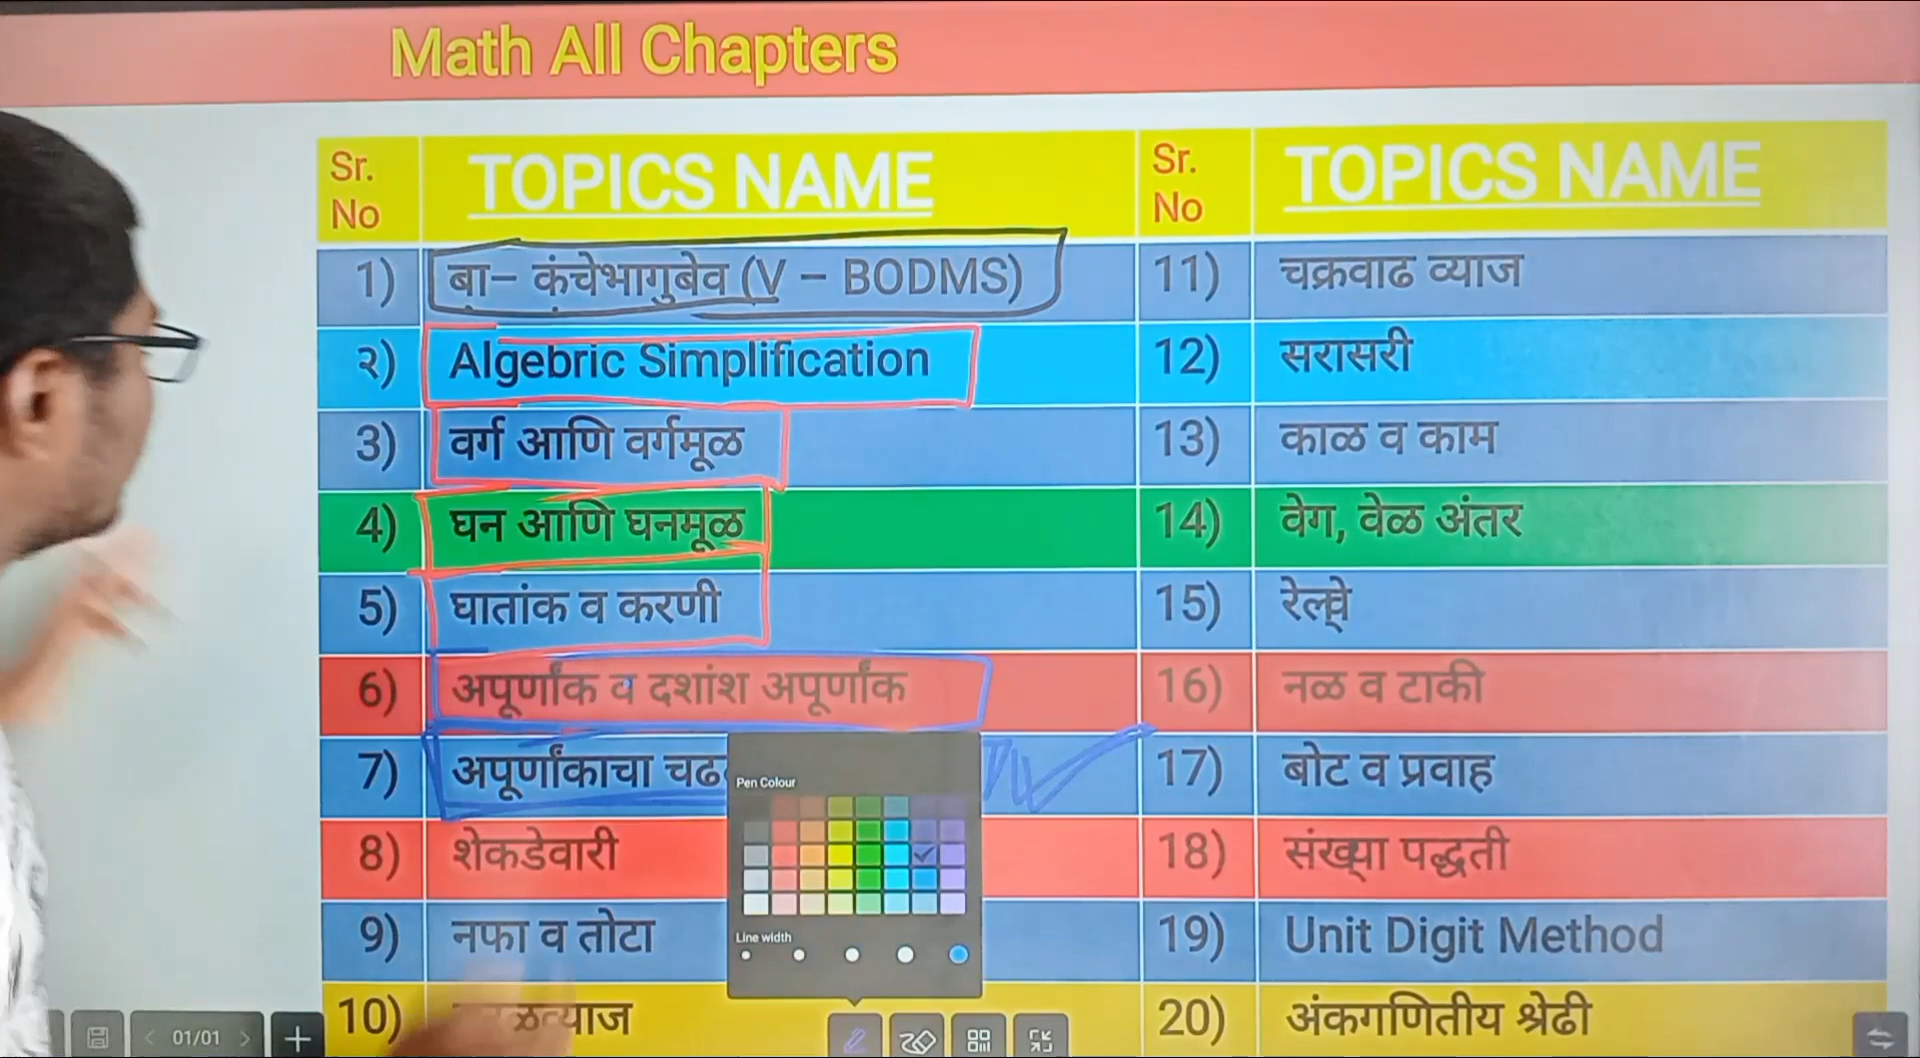 Math All Chapters
Sr. No TOPICS NAME Sr. No TOPICS NAME
1) बा– कंचेभागुबेव (V – BODMS) 11) चक्रवाढ व्याज
२) Algebric Simplification 12) सरासरी
3) वर्ग आणि वर्गमूळ 13) काळ व काम
4) घन आणि घनमूळ 14) वेग, वेळ अंतर
5) घातांक व करणी 15) रेल्वे
6) अपूर्णांक व दशांश अपूर्णांक 16) नळ व टाकी
7) अपूर्णांकाचा 17) बोट व प्रवाह
8) शेकडेवारी 18) संख्या पद्धती
9) नफा व तोटा 19) Unit Digit Method
10) 20) अंकगणितीय श्रेढी
Pen Colour
Line width
01/01